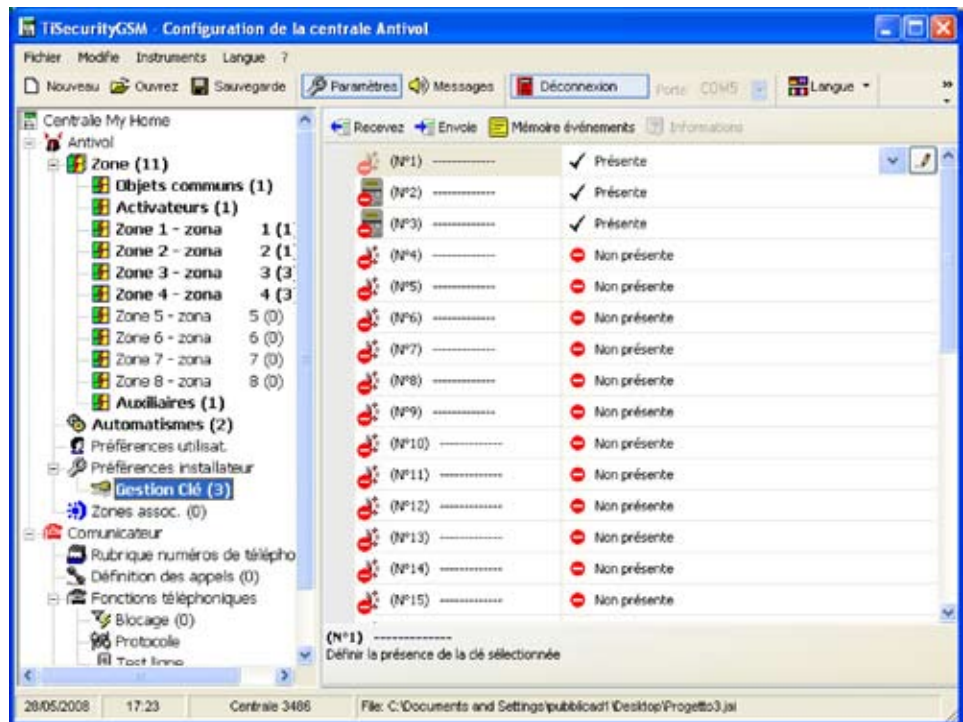 TiSecurityGSM - Configuration de la centrale Antivol
Fichier Modifie Instruments Langue ?
Nouveau Ouvrez Sauvegarde Paramètres Messages Déconnexion Porte: COM5 Langue
Centrale My Home
Antivol
Zone (11)
Objets communs (1)
Activateurs (1)
Zone 1 - zona 1 (1
Zone 2 - zona 2 (1
Zone 3 - zona 3 (3
Zone 4 - zona 4 (3
Zone 5 - zona 5 (0)
Zone 6 - zona 6 (0)
Zone 7 - zona 7 (0)
Zone 8 - zona 8 (0)
Auxiliaires (1)
Automatismes (2)
Préférences utilisat.
Préférences installateur
Gestion Clé (3)
Zones assoc. (0)
Comunicateur
Rubrique numéros de télépho
Définition des appels (0)
Fonctions téléphoniques
Blocage (0)
Protocole
Test ligne
Recevez Envoie Mémoire événements Informations
(N°1) ------------- Présente
(N°2) ------------- Présente
(N°3) ------------- Présente
(N°4) ------------- Non présente
(N°5) ------------- Non présente
(N°6) ------------- Non présente
(N°7) ------------- Non présente
(N°8) ------------- Non présente
(N°9) ------------- Non présente
(N°10) ------------- Non présente
(N°11) ------------- Non présente
(N°12) ------------- Non présente
(N°13) ------------- Non présente
(N°14) ------------- Non présente
(N°15) ------------- Non présente
(N°1) -------------
Définir la présence de la clé sélectionnée
28/05/2008 17:23 Centrale 3486 File: C:\Documents and Settings\pubblicad1\Desktop\Progetto3.jai